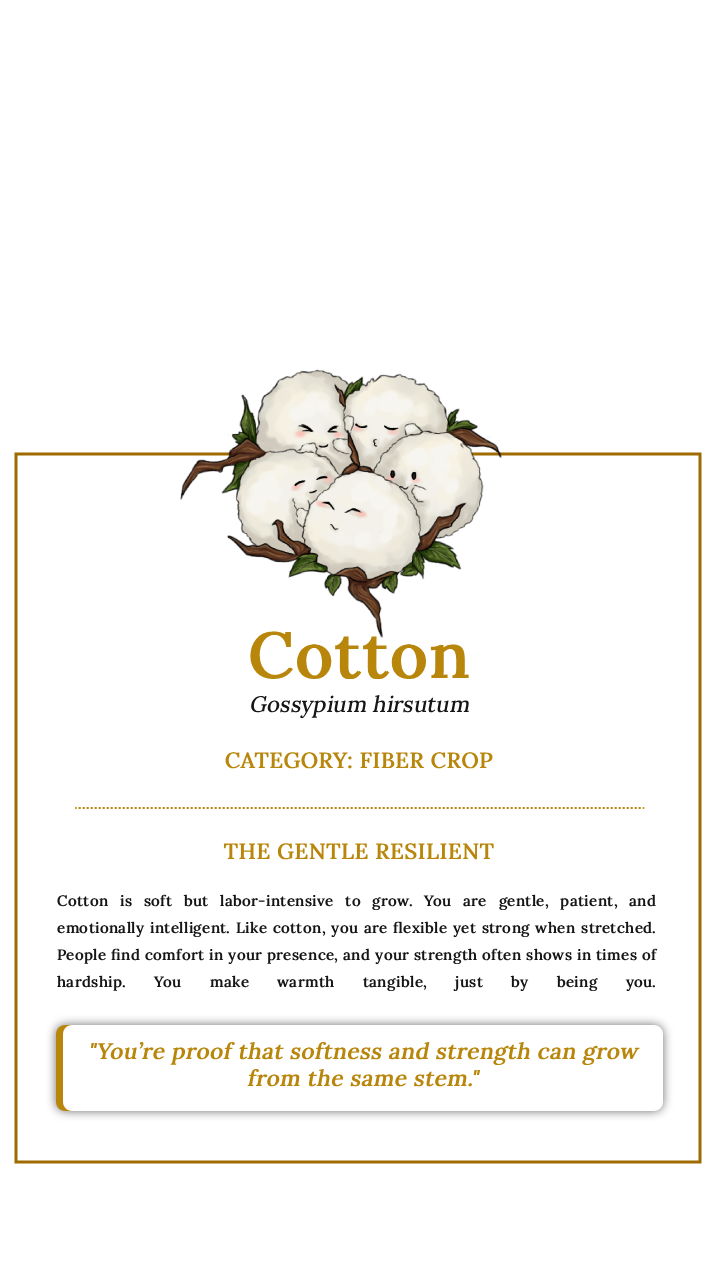 Cotton
Gossypium hirsutum
CATEGORY: FIBER CROP
THE GENTLE RESILIENT
Cotton is soft but labor-intensive to grow. You are gentle, patient, and
emotionally intelligent. Like cotton, you are flexible yet strong when stretched.
People find comfort in your presence, and your strength often shows in times of
hardship. You make warmth tangible, just by being you.
"You’re proof that softness and strength can grow
from the same stem."